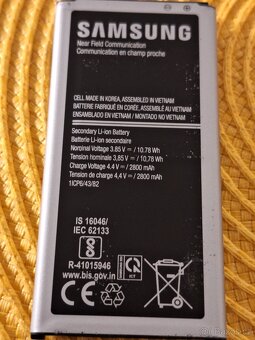 SAMSUNG
Near Field Communication
Communication en champ proche
CELL MADE IN KOREA, ASSEMBLED IN VIETNAM
BATTERIE FABRIQUÉ EN CORÉE, ASSEMBLÉE AU VIETNAM
ENSAMBLADO EN VIETNAM / MONTADO NO VIETNAM
Secondary Li-ion Battery
Batterie Li-ion secondaire
Nominal Voltage 3,85 V⎓/ 10,78 Wh
Tension nominale 3,85 V⎓/ 10,78 Wh
Charge Voltage 4,4 V⎓/ 2800 mAh
Tension de charge 4,4 V⎓/ 2800 mAh
1ICP6/43/82
IS 16046/
IEC 62133
R-41015946
www.bis.gov.in
CE